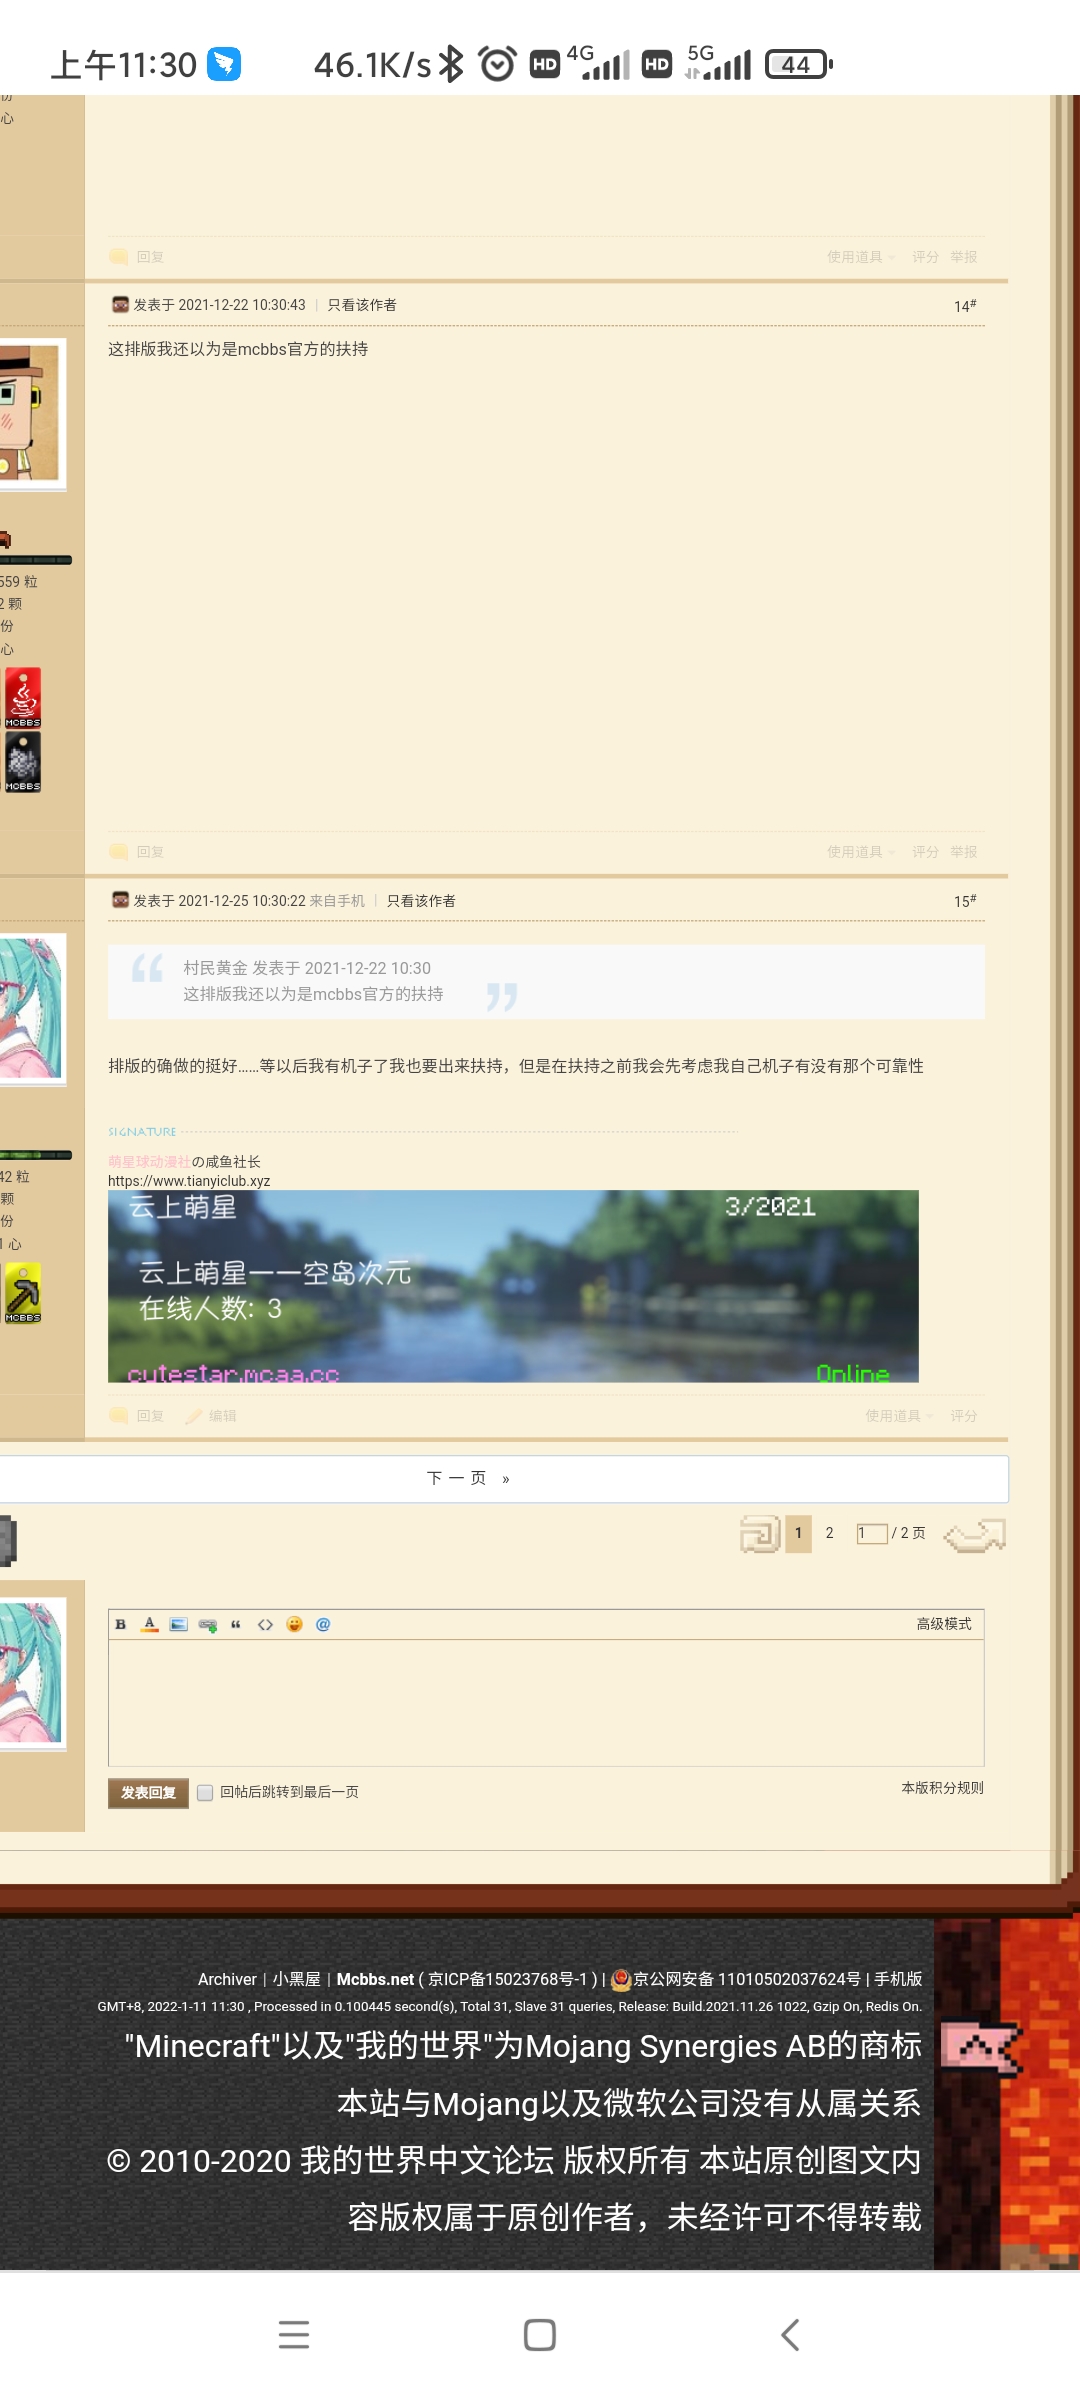 上午11:30 46.1K/s HD 4G HD 5G 44
心
回复 使用道具 评分 举报
发表于 2021-12-22 10:30:43 | 只看该作者 14#
这排版我还以为是mcbbs官方的扶持
559 粒
2 颗
份
心
MCBBS
MCBBS
回复 使用道具 评分 举报
发表于 2021-12-25 10:30:22 来自手机 | 只看该作者 15#
“ 村民黄金 发表于 2021-12-22 10:30
这排版我还以为是mcbbs官方的扶持 ”
排版的确做的挺好......等以后我有机子了我也要出来扶持，但是在扶持之前我会先考虑我自己机子有没有那个可靠性
SIGNATURE
萌星球动漫社の咸鱼社长
https://www.tianyiclub.xyz
42 粒
颗
份
1 心
MCBBS
云上萌星 3/2021
云上萌星——空岛次元
在线人数: 3
cutestar.mcaa.cc Online
回复 编辑 使用道具 评分
下一页 »
1 2 1 / 2 页
B A “ <> @ 高级模式
发表回复 回帖后跳转到最后一页 本版积分规则
Archiver | 小黑屋 | Mcbbs.net ( 京ICP备15023768号-1 ) | 京公网安备 11010502037624号 | 手机版
GMT+8, 2022-1-11 11:30 , Processed in 0.100445 second(s), Total 31, Slave 31 queries, Release: Build.2021.11.26 1022, Gzip On, Redis On.
"Minecraft"以及"我的世界"为Mojang Synergies AB的商标
本站与Mojang以及微软公司没有从属关系
© 2010-2020 我的世界中文论坛 版权所有 本站原创图文内
容版权属于原创作者，未经许可不得转载